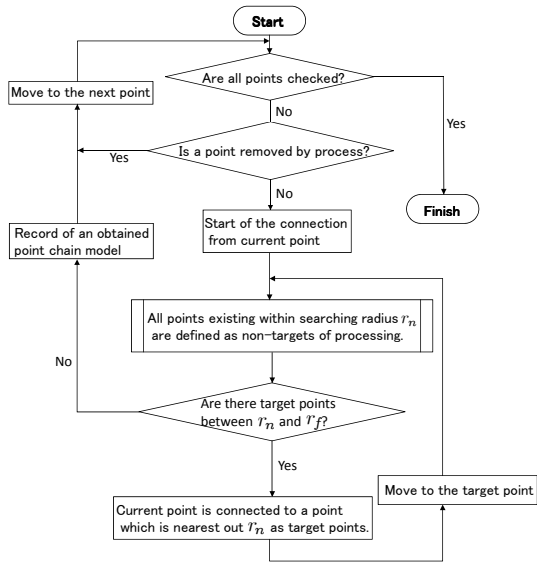 Start
Are all points checked?
Move to the next point
No
Yes
Is a point removed by process?
Yes
No
Finish
Record of an obtained
point chain model
Start of the connection
from current point
All points existing within searching radius rₙ
are defined as non-targets of processing.
No
Are there target points
between rₙ and r_f?
Yes
Move to the target point
Current point is connected to a point
which is nearest out rₙ as target points.